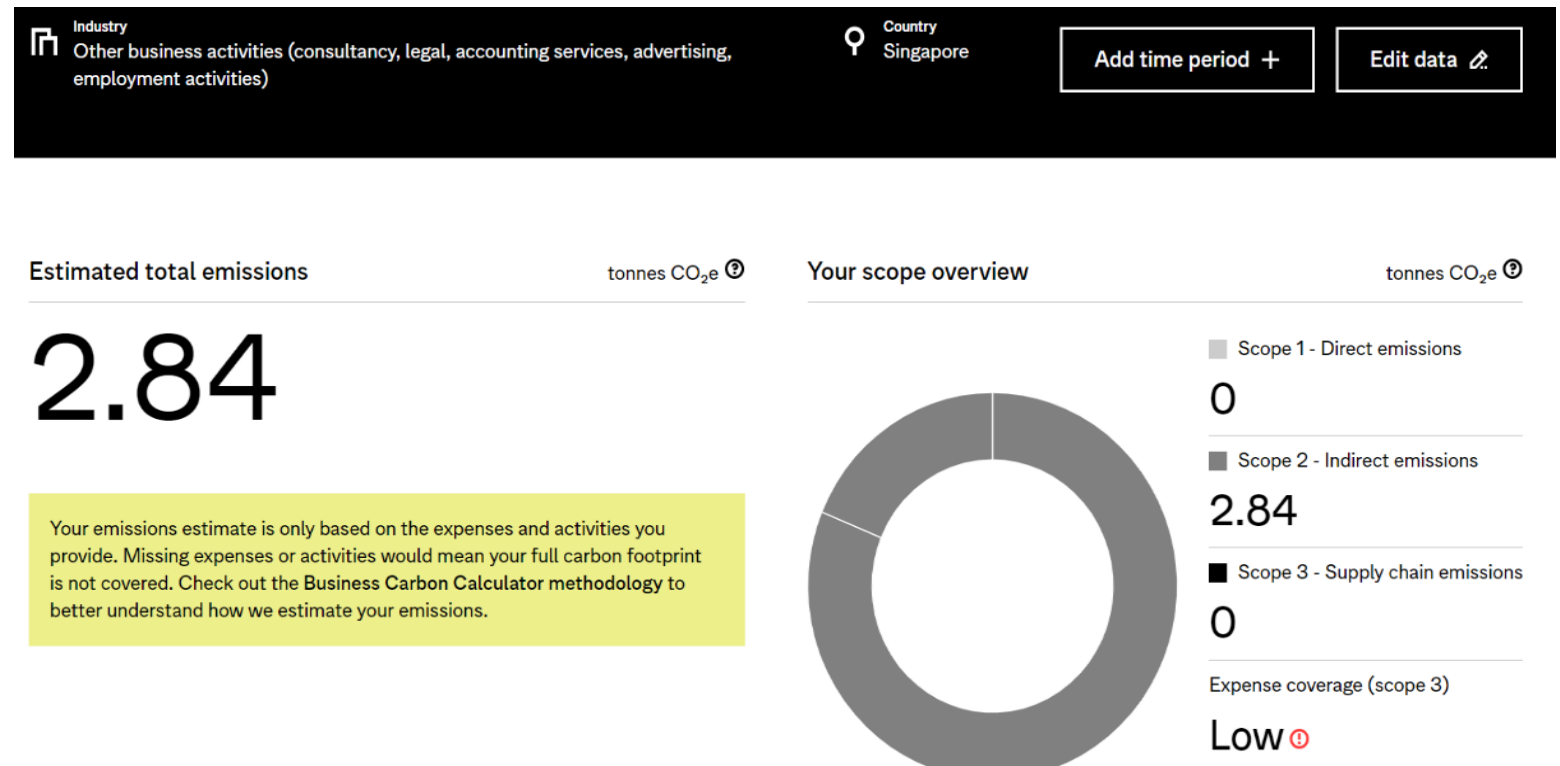 Industry
Other business activities (consultancy, legal, accounting services, advertising,
employment activities)
Country
Singapore
Add time period +
Edit data
Estimated total emissions
tonnes CO₂e
2.84
Your emissions estimate is only based on the expenses and activities you
provide. Missing expenses or activities would mean your full carbon footprint
is not covered. Check out the Business Carbon Calculator methodology to
better understand how we estimate your emissions.
Your scope overview
tonnes CO₂e
Scope 1 - Direct emissions
0
Scope 2 - Indirect emissions
2.84
Scope 3 - Supply chain emissions
0
Expense coverage (scope 3)
Low